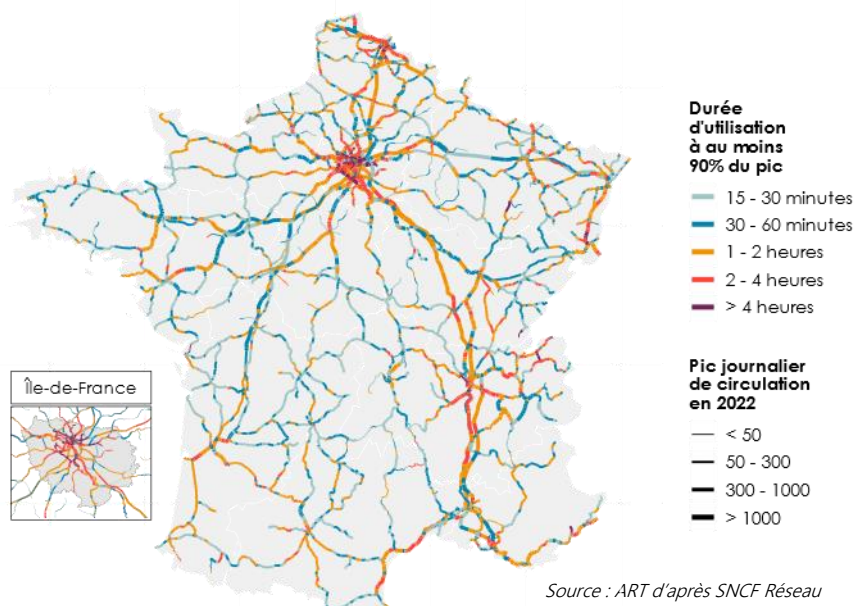 Durée
d'utilisation
à au moins
90% du pic
15 - 30 minutes
30 - 60 minutes
1 - 2 heures
2 - 4 heures
> 4 heures
Pic journalier
de circulation
en 2022
< 50
50 - 300
300 - 1000
> 1000
Île-de-France
Source : ART d'après SNCF Réseau